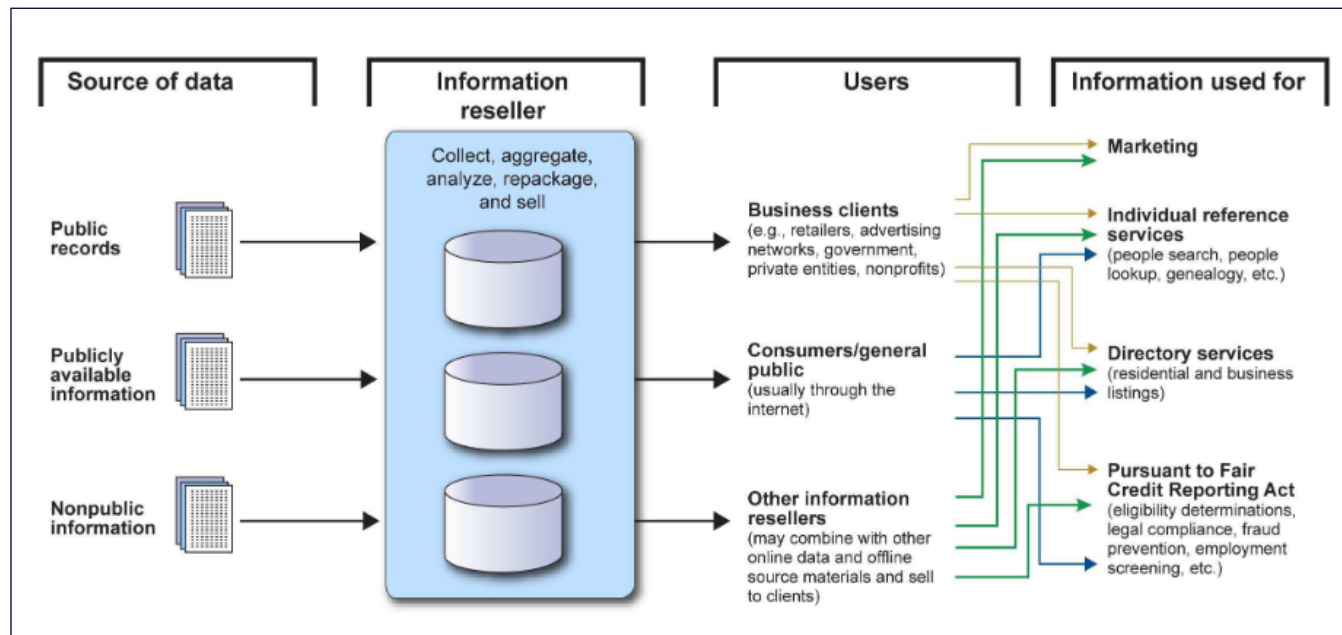 Source of data
Information
reseller
Users
Information used for
Collect, aggregate,
analyze, repackage,
and sell
Public
records
Publicly
available
information
Nonpublic
information
Business clients
(e.g., retailers, advertising
networks, government,
private entities, nonprofits)
Consumers/general
public
(usually through the
internet)
Other information
resellers
(may combine with other
online data and offline
source materials and sell
to clients)
Marketing
Individual reference
services
(people search, people
lookup, genealogy, etc.)
Directory services
(residential and business
listings)
Pursuant to Fair
Credit Reporting Act
(eligibility determinations,
legal compliance, fraud
prevention, employment
screening, etc.)